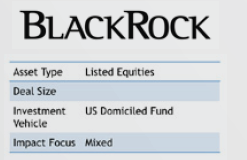 BLACKROCK
Asset Type Listed Equities
Deal Size
Investment Vehicle US Domiciled Fund
Impact Focus Mixed